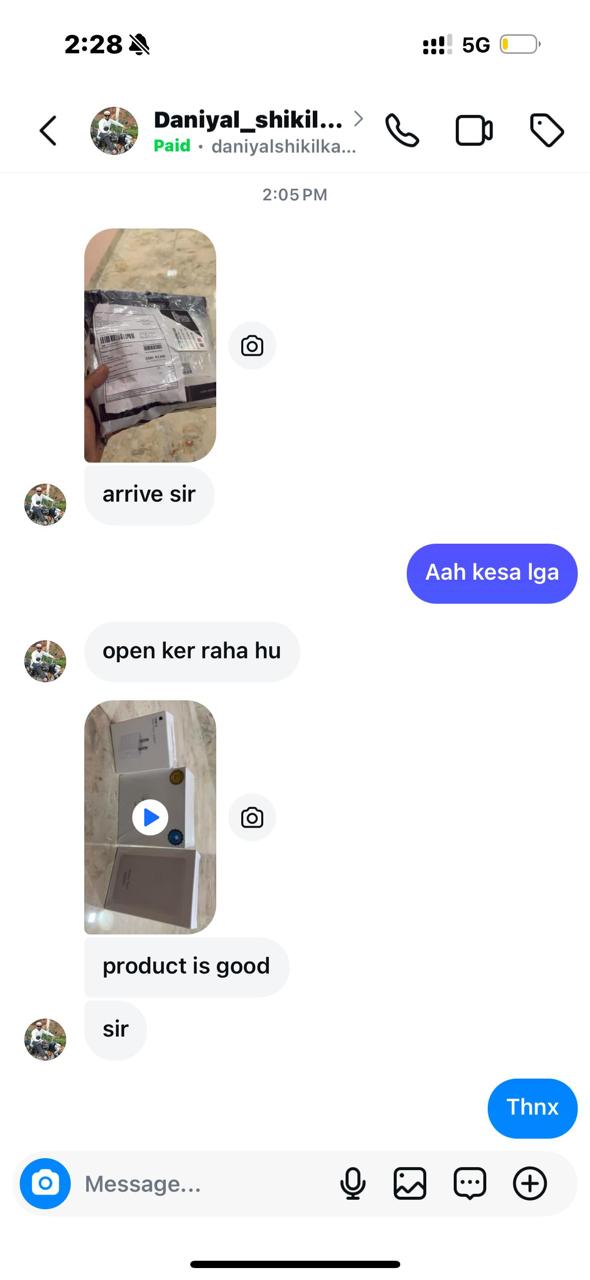 2:28
5G
Daniyal_shikil...
Paid · daniyalshikilka...
2:05 PM
arrive sir
Aah kesa lga
open ker raha hu
product is good
sir
Thnx
Message...